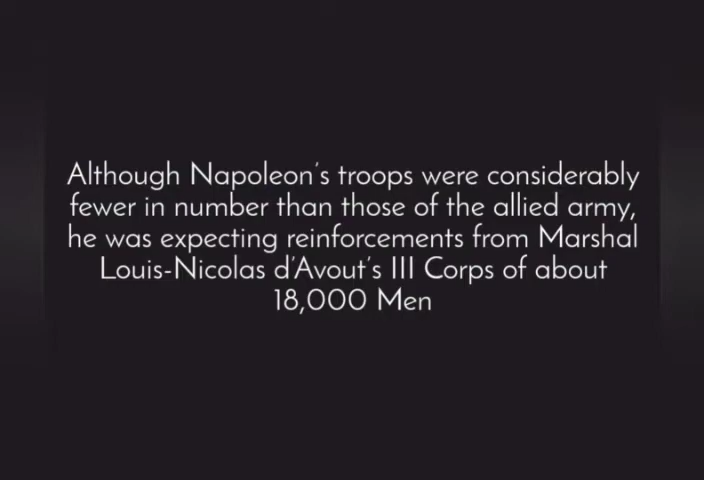 Although Napoleon's troops were considerably
fewer in number than those of the allied army,
he was expecting reinforcements from Marshal
Louis-Nicolas d'Avout's III Corps of about
18,000 Men